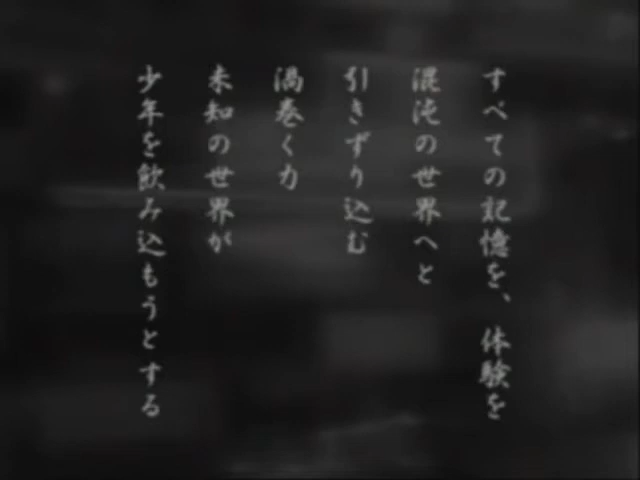 すべての記憶を、体験を
混沌の世界へと
引きずり込む
渦巻く力
未知の世界が
少年を飲み込もうとする